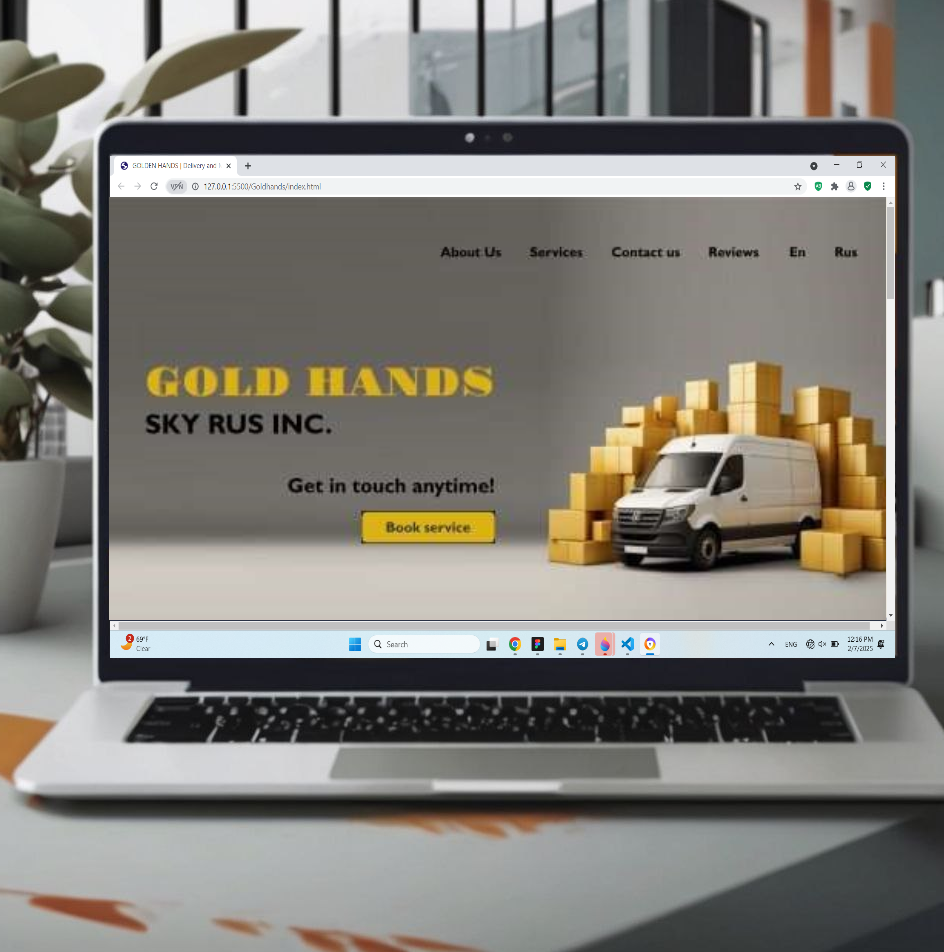 GOLDEN HANDS | Delivery and
VPN
127.0.0.1:5500/Goldhands/index.html
About Us Services Contact us Reviews En Rus
GOLD HANDS
SKY RUS INC.
Get in touch anytime!
Book service
2
69°F
Clear
Search
ENG
12:16 PM
2/7/2025